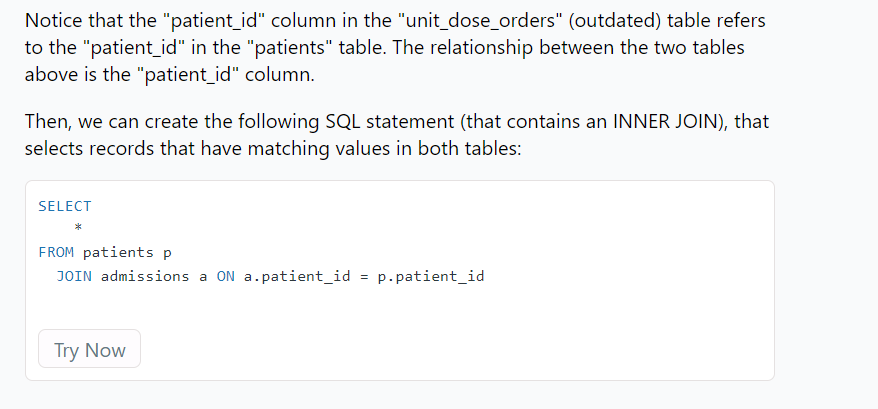 Notice that the "patient_id" column in the "unit_dose_orders" (outdated) table refers
to the "patient_id" in the "patients" table. The relationship between the two tables
above is the "patient_id" column.
Then, we can create the following SQL statement (that contains an INNER JOIN), that
selects records that have matching values in both tables:
SELECT
*
FROM patients p
JOIN admissions a ON a.patient_id = p.patient_id
Try Now